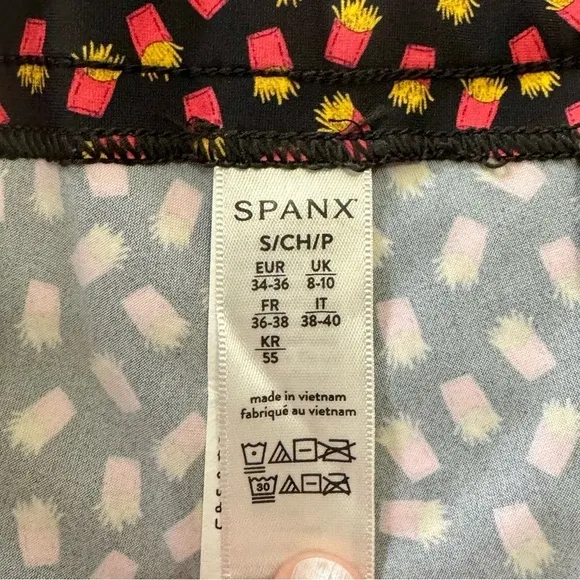 SPANX
S/CH/P
EUR UK
34-36 8-10
FR IT
36-38 38-40
KR
55
made in vietnam
fabriqué au vietnam
30